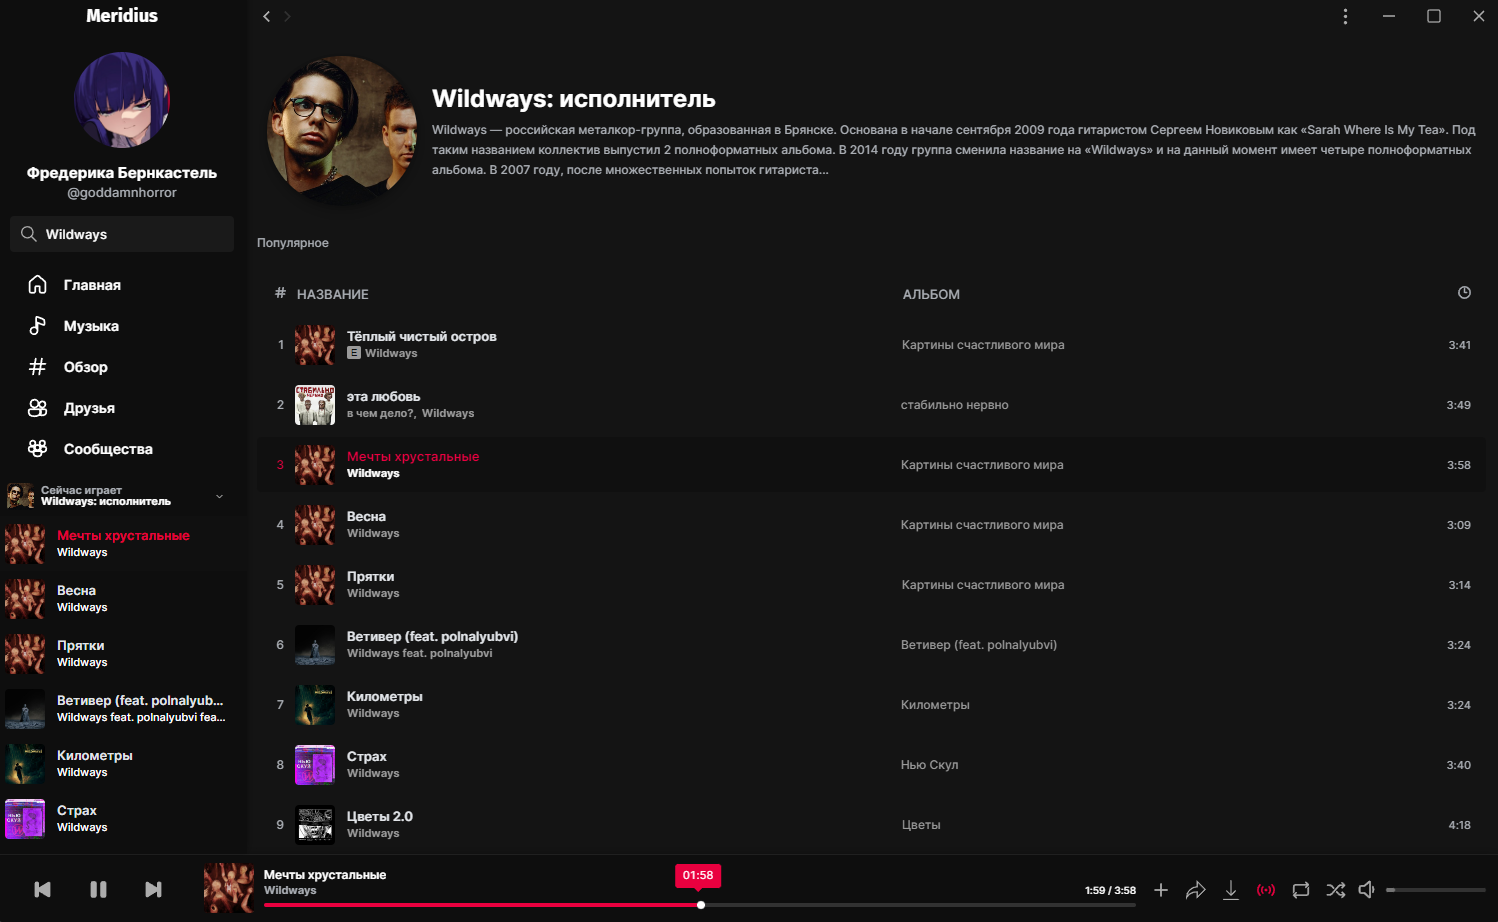 Meridius
Фредерика Бернкастель
@goddamnhorror
Wildways
Главная
Музыка
Обзор
Друзья
Сообщества
Сейчас играет
Wildways: исполнитель
Мечты хрустальные
Wildways
Весна
Wildways
Прятки
Wildways
Ветивер (feat. polnalyub...
Wildways feat. polnalyubvi fea...
Километры
Wildways
НЬЮ
СКУЛ
Страх
Wildways
Wildways: исполнитель
Wildways — российская металкор-группа, образованная в Брянске. Основана в начале сентября 2009 года гитаристом Сергеем Новиковым как «Sarah Where Is My Tea». Под
таким названием коллектив выпустил 2 полноформатных альбома. В 2014 году группа сменила название на «Wildways» и на данный момент имеет четыре полноформатных
альбома. В 2007 году, после множественных попыток гитариста...
Популярное
# НАЗВАНИЕ АЛЬБОМ
1 Тёплый чистый остров Картины счастливого мира 3:41
E Wildways
СТАБИЛЬНО
НЕРВНО
2 эта любовь стабильно нервно 3:49
в чем дело?, Wildways
3 Мечты хрустальные Картины счастливого мира 3:58
Wildways
4 Весна Картины счастливого мира 3:09
Wildways
5 Прятки Картины счастливого мира 3:14
Wildways
6 Ветивер (feat. polnalyubvi) Ветивер (feat. polnalyubvi) 3:24
Wildways feat. polnalyubvi
7 Километры Километры 3:24
Wildways
НЬЮ
СКУЛ
8 Страх Нью Скул 3:40
Wildways
9 Цветы 2.0 Цветы 4:18
Wildways
Мечты хрустальные
Wildways
01:58
1:59 / 3:58